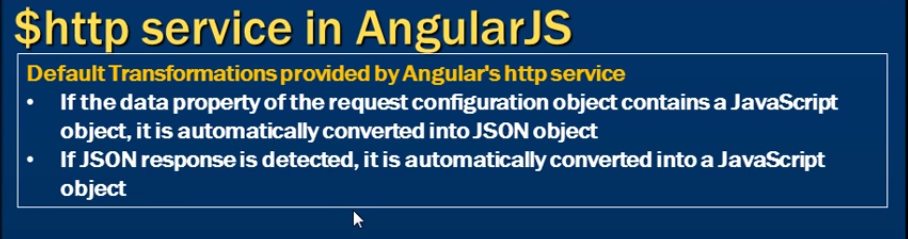 $http service in AngularJS
Default Transformations provided by Angular's http service
• If the data property of the request configuration object contains a JavaScript
object, it is automatically converted into JSON object
• If JSON response is detected, it is automatically converted into a JavaScript
object